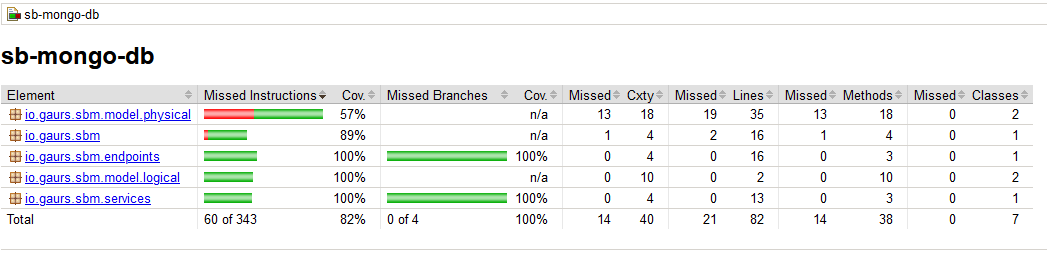 sb-mongo-db
sb-mongo-db
Element Missed Instructions Cov. Missed Branches Cov. Missed Cxty Missed Lines Missed Methods Missed Classes
io.gaurs.sbm.model.physical 57% n/a 13 18 19 35 13 18 0 2
io.gaurs.sbm 89% n/a 1 4 2 16 1 4 0 1
io.gaurs.sbm.endpoints 100% 100% 0 4 0 16 0 3 0 1
io.gaurs.sbm.model.logical 100% n/a 0 10 0 2 0 10 0 2
io.gaurs.sbm.services 100% 100% 0 4 0 13 0 3 0 1
Total 60 of 343 82% 0 of 4 100% 14 40 21 82 14 38 0 7